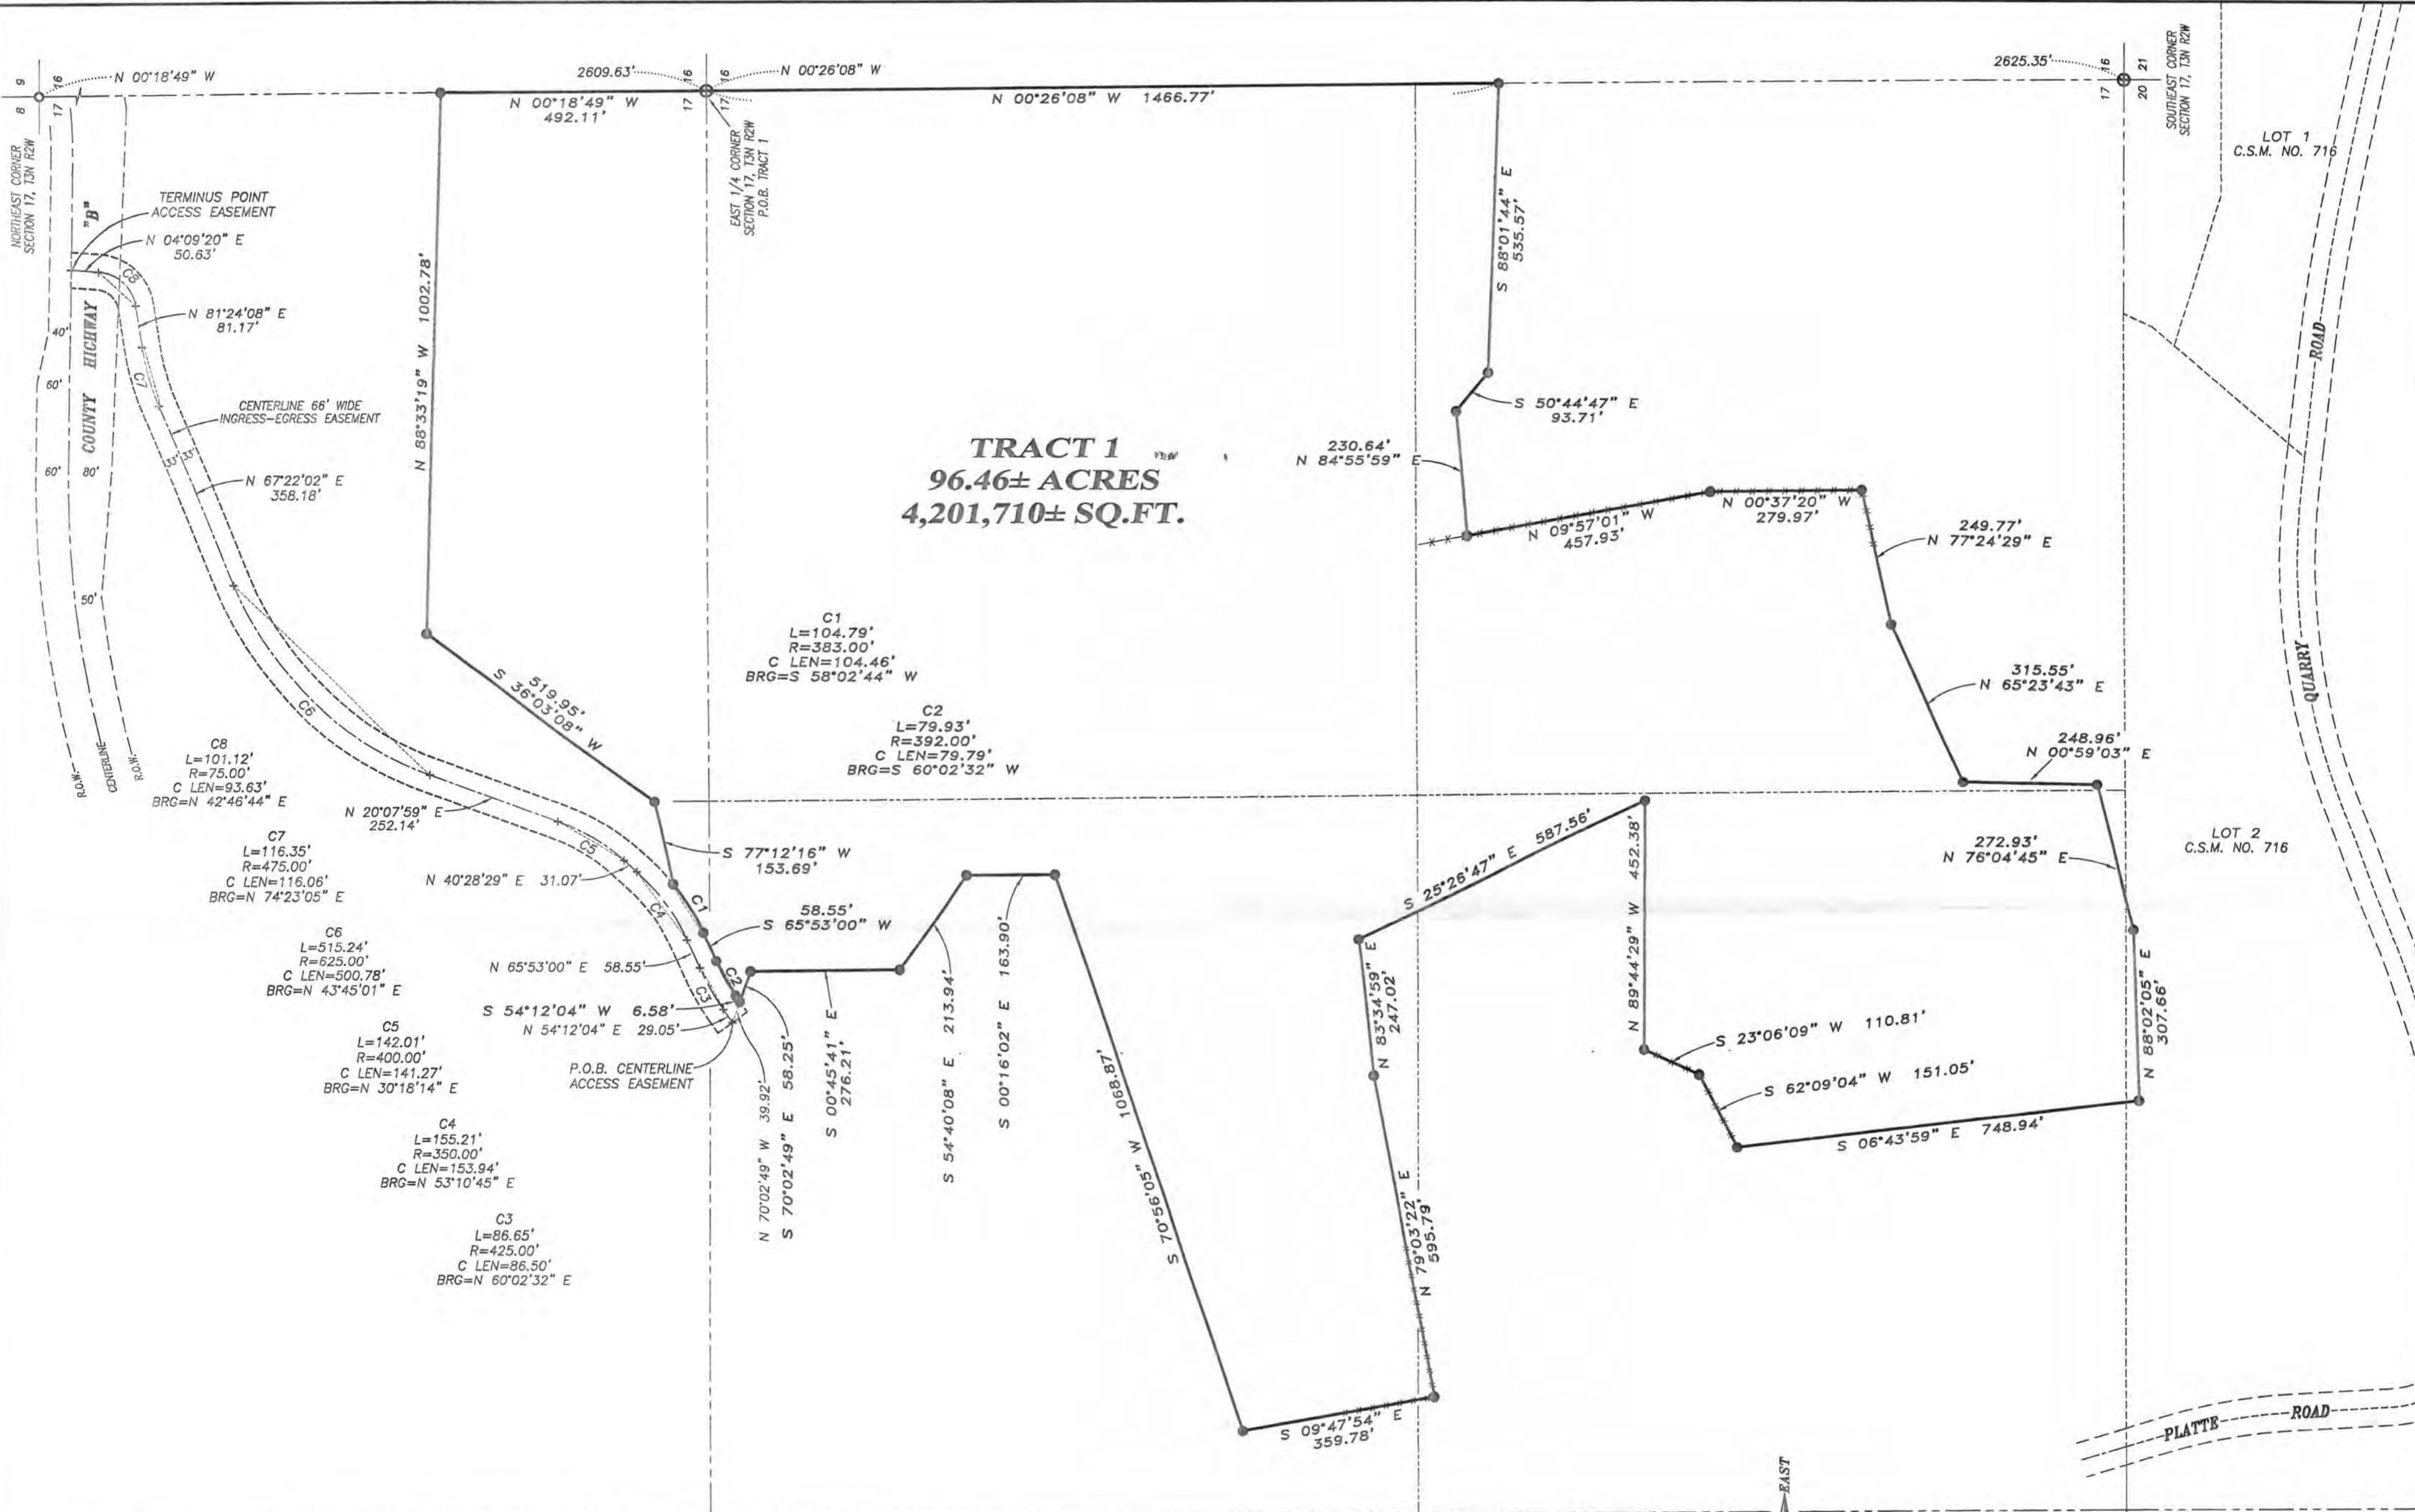 9
16
8
17
N 00°18'49" W
2609.63'
16
16
17
17
N 00°26'08" W
2625.35'
16
21
17
20
SOUTHEAST CORNER
SECTION 17, T3N R2W
N 00°18'49" W
492.11'
N 00°26'08" W 1466.77'
NORTHEAST CORNER
SECTION 17, T3N R2W
EAST 1/4 CORNER
SECTION 17, T3N R2W
P.O.B. TRACT 1
LOT 1
C.S.M. NO. 716
TERMINUS POINT
ACCESS EASEMENT
"B"
N 04°09'20" E
50.63'
C8
N 81°24'08" E
81.17'
C7
40'
60'
COUNTY HIGHWAY
60'
80'
50'
CENTERLINE 66' WIDE
INGRESS-EGRESS EASEMENT
33'
33'
N 67°22'02" E
358.18'
N 88°33'19" W 1002.78'
S 88°01'44" E
535.57'
S 50°44'47" E
93.71'
230.64'
N 84°55'59" E
TRACT 1
96.46± ACRES
4,201,710± SQ.FT.
N 09°57'01" W
457.93'
N 00°37'20" W
279.97'
249.77'
N 77°24'29" E
315.55'
N 65°23'43" E
248.96'
N 00°59'03" E
QUARRY
ROAD
C1
L=104.79'
R=383.00'
C LEN=104.46'
BRG=S 58°02'44" W
C2
L=79.93'
R=392.00'
C LEN=79.79'
BRG=S 60°02'32" W
519.95'
S 36°03'08" W
C6
R.O.W.
CENTERLINE
R.O.W.
C8
L=101.12'
R=75.00'
C LEN=93.63'
BRG=N 42°46'44" E
N 20°07'59" E
252.14'
C7
L=116.35'
R=475.00'
C LEN=116.06'
BRG=N 74°23'05" E
C5
N 40°28'29" E 31.07'
C4
S 77°12'16" W
153.69'
C1
58.55'
S 65°53'00" W
C6
L=515.24'
R=625.00'
C LEN=500.78'
BRG=N 43°45'01" E
N 65°53'00" E 58.55'
C2
C3
S 54°12'04" W 6.58'
N 54°12'04" E 29.05'
P.O.B. CENTERLINE
ACCESS EASEMENT
C5
L=142.01'
R=400.00'
C LEN=141.27'
BRG=N 30°18'14" E
C4
L=155.21'
R=350.00'
C LEN=153.94'
BRG=N 53°10'45" E
C3
L=86.65'
R=425.00'
C LEN=86.50'
BRG=N 60°02'32" E
N 70°02'49" W 39.92'
S 70°02'49" E 58.25'
S 00°45'41" E
276.21'
S 54°40'08" E 213.94'
S 00°16'02" E 163.90'
S 70°56'05" W 1068.87'
S 09°47'54" E
359.78'
N 79°03'22" E
595.79'
N 83°34'59" E
247.02'
S 25°26'47" E 587.56'
N 89°44'29" W 452.38'
S 23°06'09" W 110.81'
S 62°09'04" W 151.05'
S 06°43'59" E 748.94'
N 88°02'05" E
307.66'
272.93'
N 76°04'45" E
LOT 2
C.S.M. NO. 716
PLATTE
ROAD
EAST